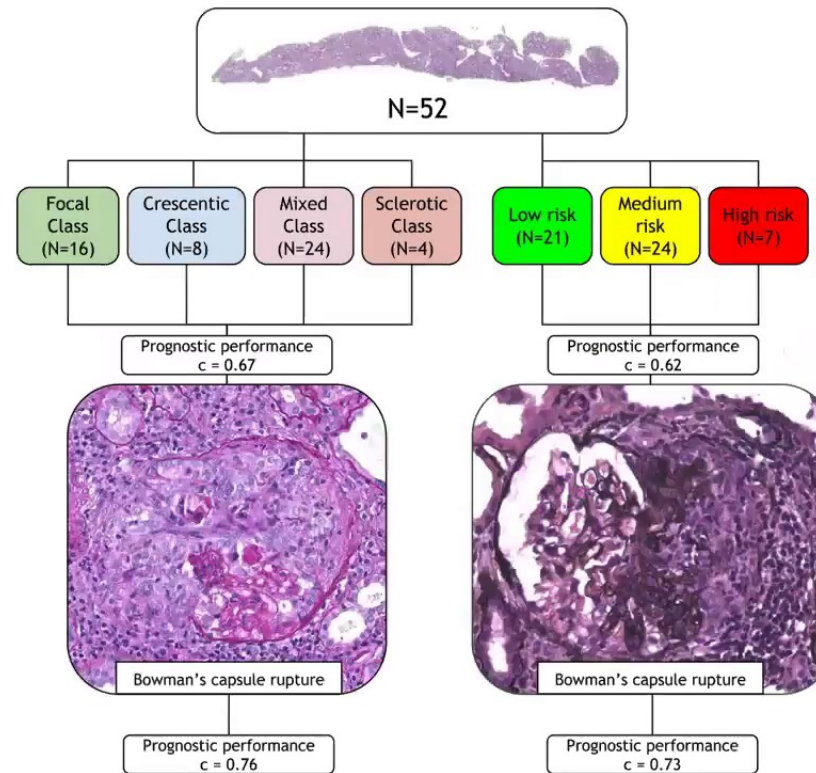 N=52
Focal
Class
(N=16)
Crescentic
Class
(N=8)
Mixed
Class
(N=24)
Sclerotic
Class
(N=4)
Low risk
(N=21)
Medium
risk
(N=24)
High risk
(N=7)
Prognostic performance
c = 0.67
Prognostic performance
c = 0.62
Bowman's capsule rupture
Bowman's capsule rupture
Prognostic performance
c = 0.76
Prognostic performance
c = 0.73